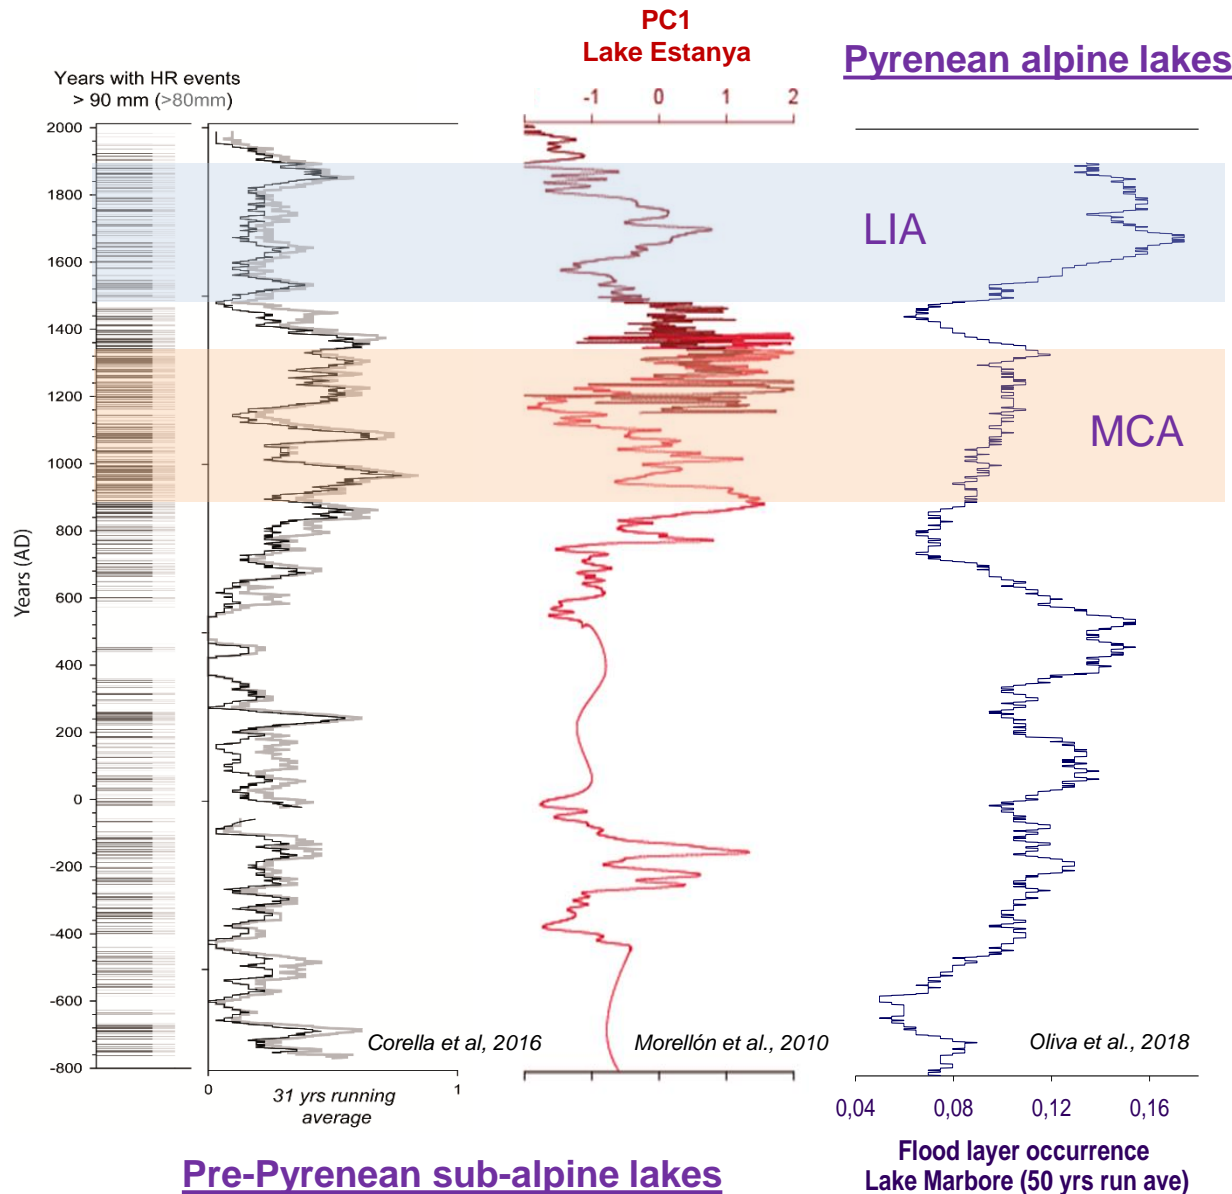 PC1
Lake Estanya
Pyrenean alpine lakes
Years with HR events
> 90 mm (>80mm)
-1
0
1
2
2000
1800
1600
1400
1200
1000
800
600
400
200
0
-200
-400
-600
-800
Years (AD)
LIA
MCA
Corella et al, 2016
Morellón et al., 2010
Oliva et al., 2018
0
1
31 yrs running
average
0,04
0,08
0,12
0,16
Flood layer occurrence
Lake Marbore (50 yrs run ave)
Pre-Pyrenean sub-alpine lakes